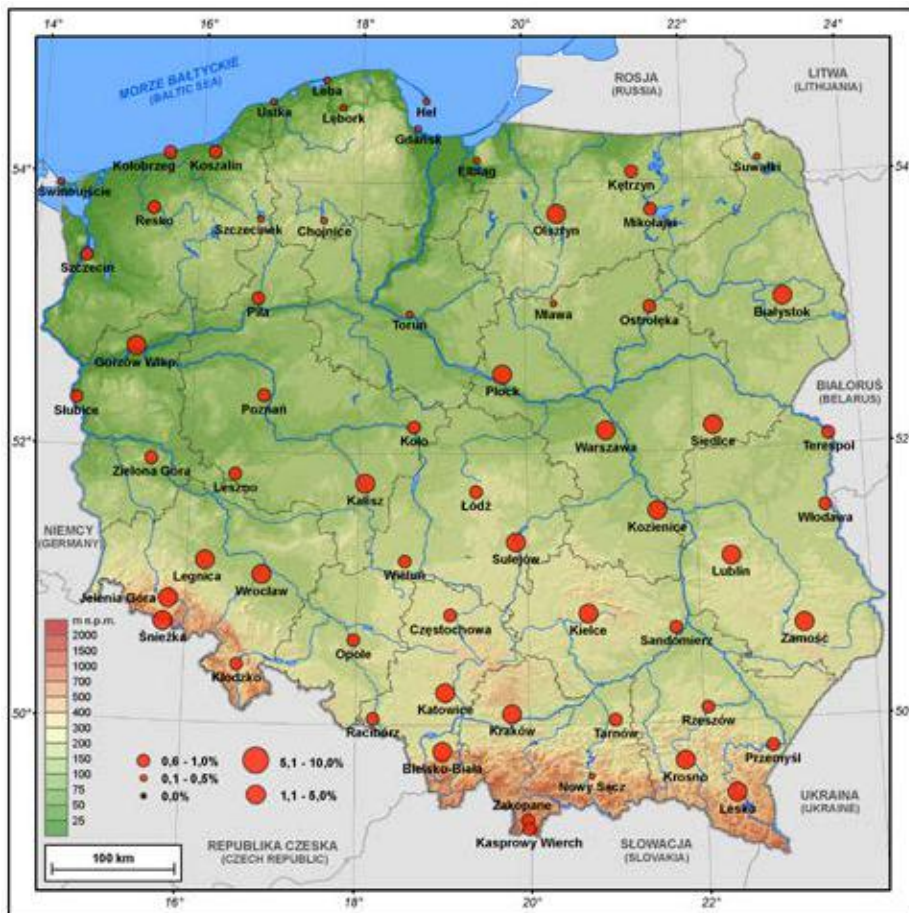 14° 16° 18° 20° 22° 24°
MORZE BAŁTYCKIE
(BALTIC SEA)
ROSJA
(RUSSIA)
LITWA
(LITHUANIA)
Łeba
Ustka
Hel
Lębork
Gdańsk
54°
54°
Kołobrzeg
Koszalin
Elbląg
Suwałki
Świnoujście
Kętrzyn
Resko
Szczecinek
Chojnice
Olsztyn
Mikołajki
Szczecin
Piła
Toruń
Mława
Ostrołęka
Białystok
Gorzów Wlkp.
Płock
BIAŁORUŚ
(BELARUS)
Słubice
Poznań
Koło
Warszawa
Siedlce
Terespol
52°
52°
Zielona Góra
Leszno
Kalisz
Łódź
Kozienice
Włodawa
NIEMCY
(GERMANY)
Legnica
Wrocław
Wieluń
Sulejów
Lublin
Jelenia Góra
Śnieżka
Częstochowa
Kielce
Sandomierz
Zamość
Opole
Kłodzko
50°
50°
Katowice
Kraków
Racibórz
Tarnów
Rzeszów
Przemyśl
Bielsko-Biała
Nowy Sącz
Krosno
Lesko
UKRAINA
(UKRAINE)
Zakopane
Kasprowy Wierch
REPUBLIKA CZESKA
(CZECH REPUBLIC)
SŁOWACJA
(SLOVAKIA)
m n.p.m.
2000
1500
1000
700
500
400
300
200
150
100
75
50
25
0,6 - 1,0%
5,1 - 10,0%
0,1 - 0,5%
1,1 - 5,0%
0,0%
100 km
16° 18° 20° 22°